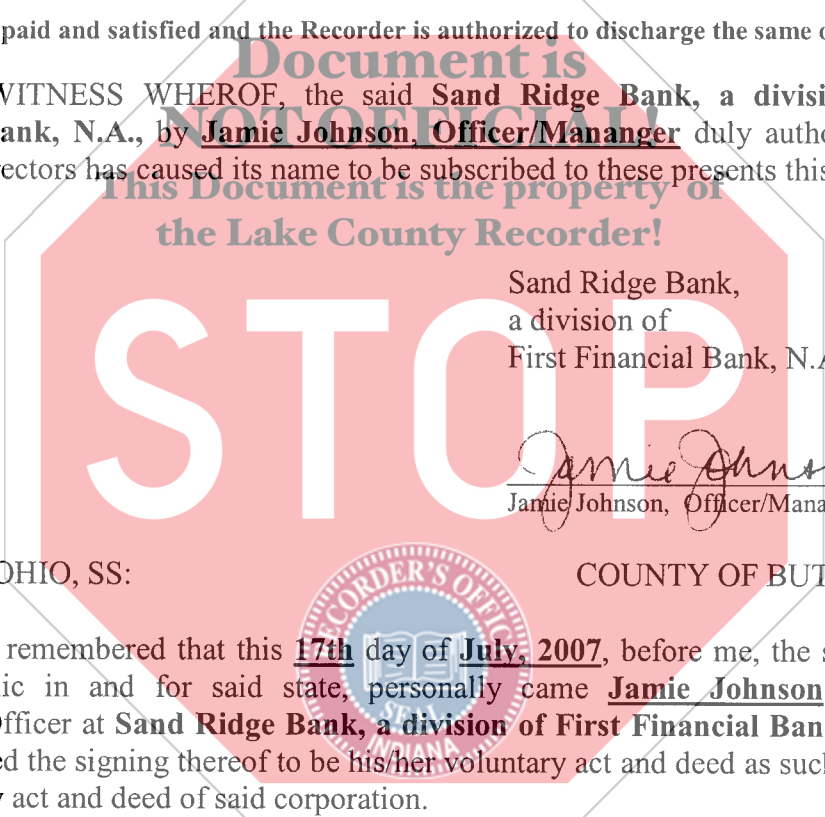 paid and satisfied and the Recorder is authorized to discharge the same o
Document is
WITNESS WHEROF, the said Sand Ridge Bank, a divisi
NOT OFFICIAL!
ank, N.A., by Jamie Johnson, Officer/Mananger duly autho
ectors has caused its name to be subscribed to these presents this
This Document is the property of
the Lake County Recorder!
Sand Ridge Bank,
a division of
First Financial Bank, N.A
STOP
Jamie Johns
Jamie Johnson, Officer/Mana
OHIO, SS:
COUNTY OF BUT
RECORDER'S OFFICE
remembered that this 17th day of July, 2007, before me, the s
ic in and for said state, personally came Jamie Johnson
Officer at Sand Ridge Bank, a division of First Financial Ban
SEAL
INDIANA
ed the signing thereof to be his/her voluntary act and deed as such
y act and deed of said corporation.